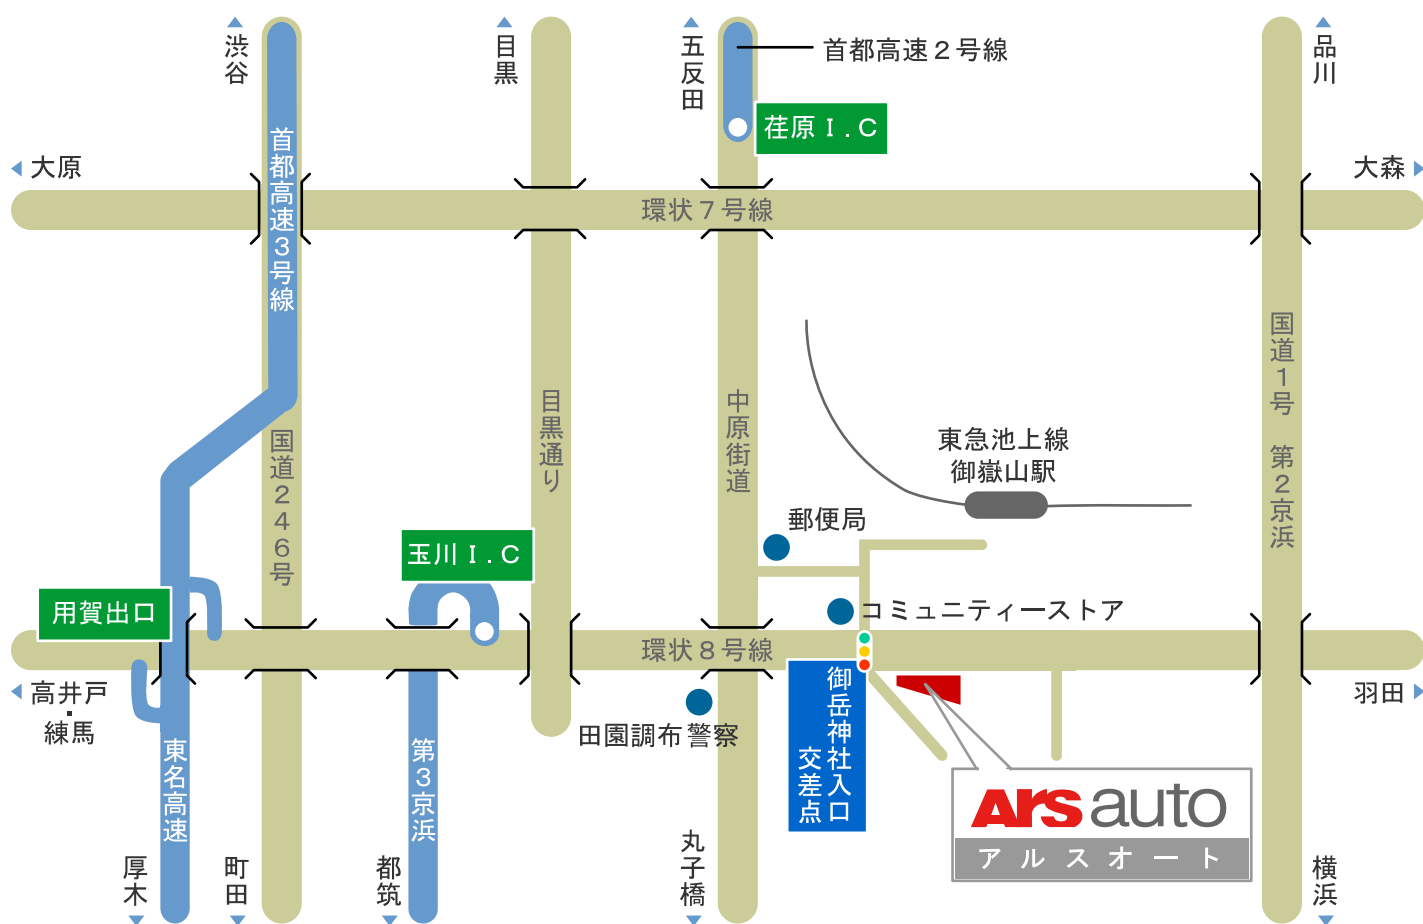 渋谷
目黒
五反田
首都高速２号線
品川
荏原 I . C
大原
大森
首都高速３号線
環状７号線
国道１号　第２京浜
目黒通り
中原街道
国道２４６号
東急池上線
御嶽山駅
郵便局
玉川 I . C
用賀出口
コミュニティーストア
環状８号線
高井戸
・
練馬
羽田
田園調布警察
御岳神社入口
交差点
東名高速
第３京浜
Ars auto
アルスオート
厚木
町田
都筑
丸子橋
横浜